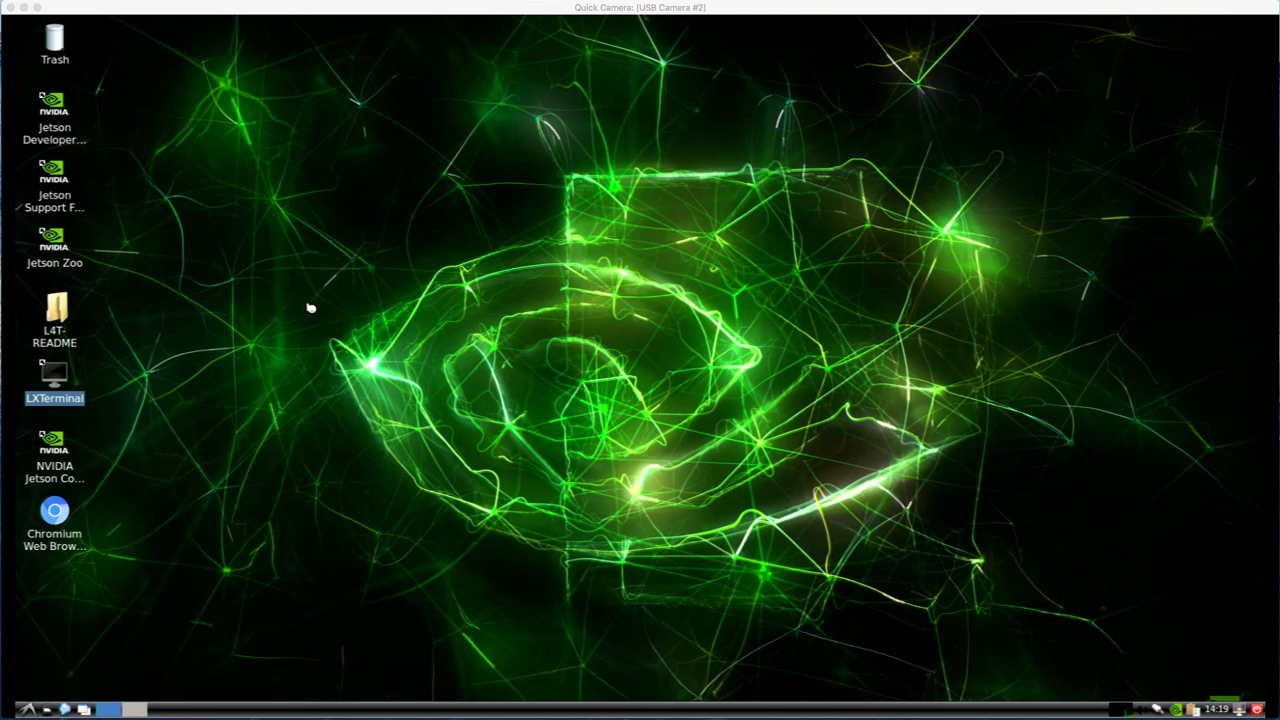 Quick Camera: [USB Camera #2]
Trash
NVIDIA
Jetson
Developer...
NVIDIA
Jetson
Support F...
NVIDIA
Jetson Zoo
L4T-
README
LXTerminal
NVIDIA
NVIDIA
Jetson Co...
Chromium
Web Brow...
14:19